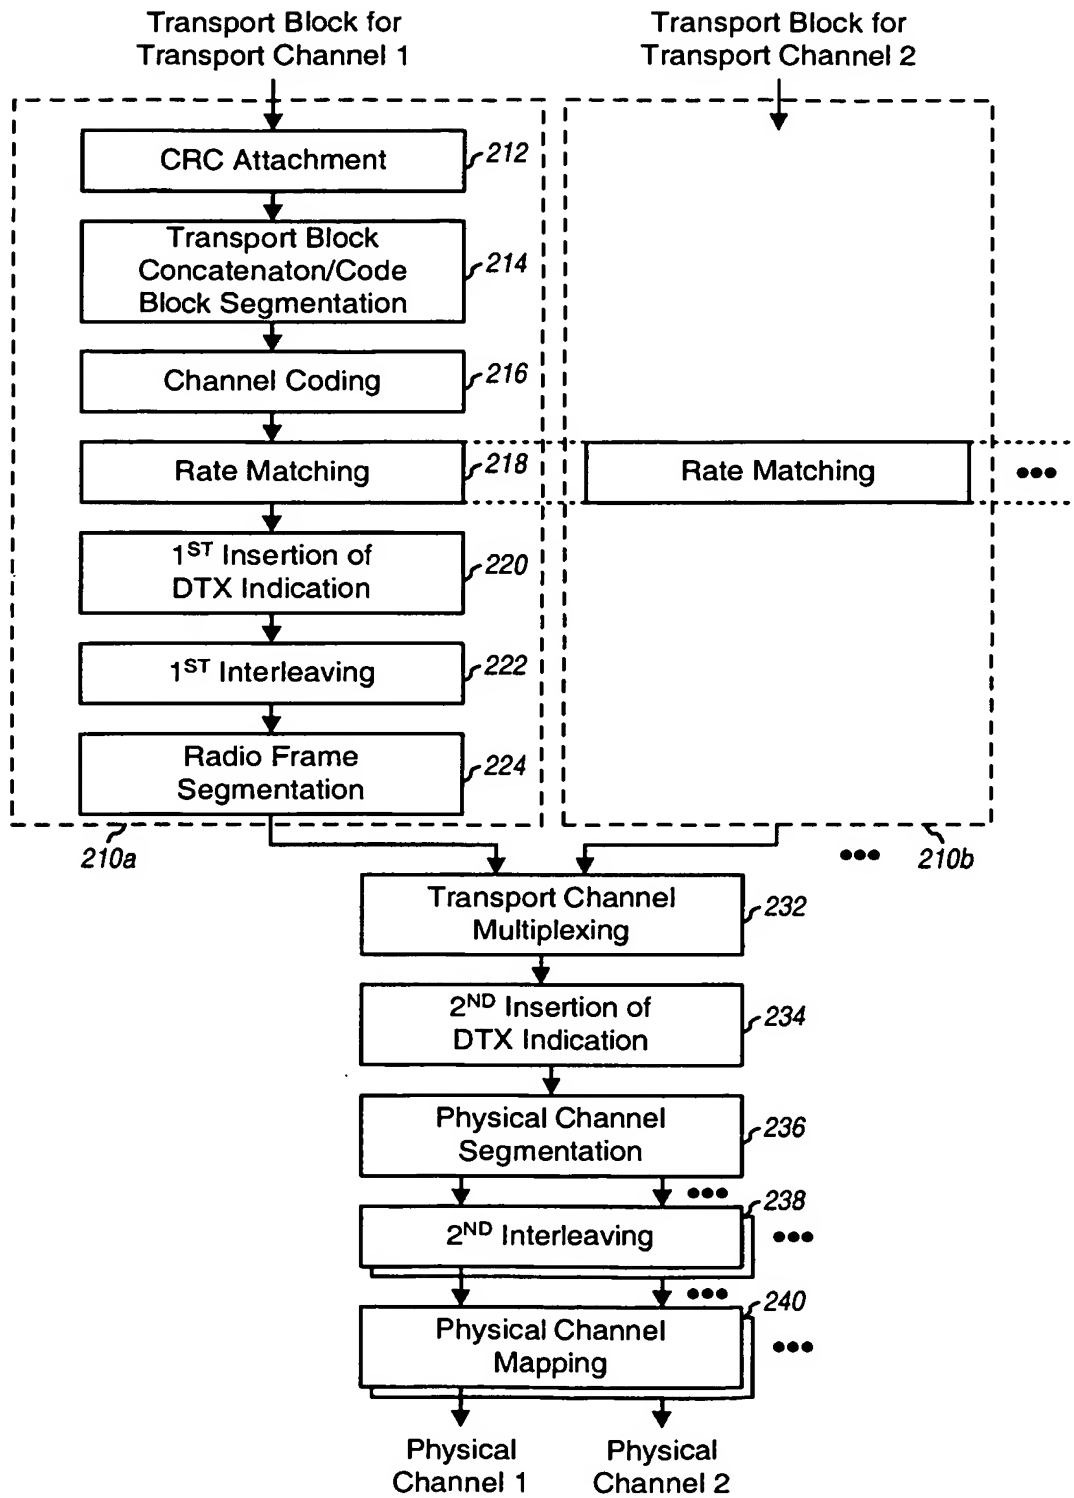 Transport Block for
Transport Channel 1
Transport Block for
Transport Channel 2
CRC Attachment
212
Transport Block
Concatenaton/Code
Block Segmentation
214
Channel Coding
216
Rate Matching
218
Rate Matching
1ST Insertion of
DTX Indication
220
1ST Interleaving
222
Radio Frame
Segmentation
224
210a
210b
Transport Channel
Multiplexing
232
2ND Insertion of
DTX Indication
234
Physical Channel
Segmentation
236
2ND Interleaving
238
Physical Channel
Mapping
240
Physical
Channel 1
Physical
Channel 2